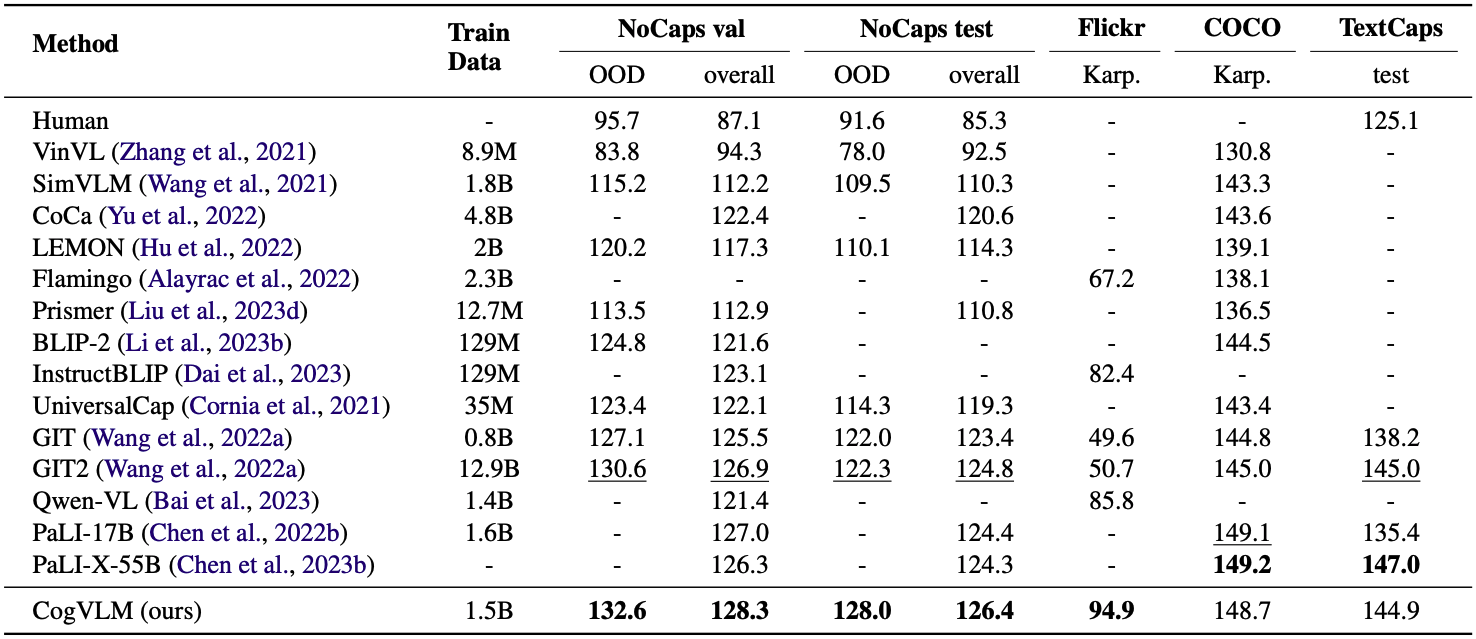 Method Train Data NoCaps val NoCaps test Flickr COCO TextCaps
OOD overall OOD overall Karp. Karp. test
Human - 95.7 87.1 91.6 85.3 - - 125.1
VinVL (Zhang et al., 2021) 8.9M 83.8 94.3 78.0 92.5 - 130.8 -
SimVLM (Wang et al., 2021) 1.8B 115.2 112.2 109.5 110.3 - 143.3 -
CoCa (Yu et al., 2022) 4.8B - 122.4 - 120.6 - 143.6 -
LEMON (Hu et al., 2022) 2B 120.2 117.3 110.1 114.3 - 139.1 -
Flamingo (Alayrac et al., 2022) 2.3B - - - - 67.2 138.1 -
Prismer (Liu et al., 2023d) 12.7M 113.5 112.9 - 110.8 - 136.5 -
BLIP-2 (Li et al., 2023b) 129M 124.8 121.6 - - - 144.5 -
InstructBLIP (Dai et al., 2023) 129M - 123.1 - - 82.4 - -
UniversalCap (Cornia et al., 2021) 35M 123.4 122.1 114.3 119.3 - 143.4 -
GIT (Wang et al., 2022a) 0.8B 127.1 125.5 122.0 123.4 49.6 144.8 138.2
GIT2 (Wang et al., 2022a) 12.9B 130.6 126.9 122.3 124.8 50.7 145.0 145.0
Qwen-VL (Bai et al., 2023) 1.4B - 121.4 - - 85.8 - -
PaLI-17B (Chen et al., 2022b) 1.6B - 127.0 - 124.4 - 149.1 135.4
PaLI-X-55B (Chen et al., 2023b) - - 126.3 - 124.3 - 149.2 147.0
CogVLM (ours) 1.5B 132.6 128.3 128.0 126.4 94.9 148.7 144.9